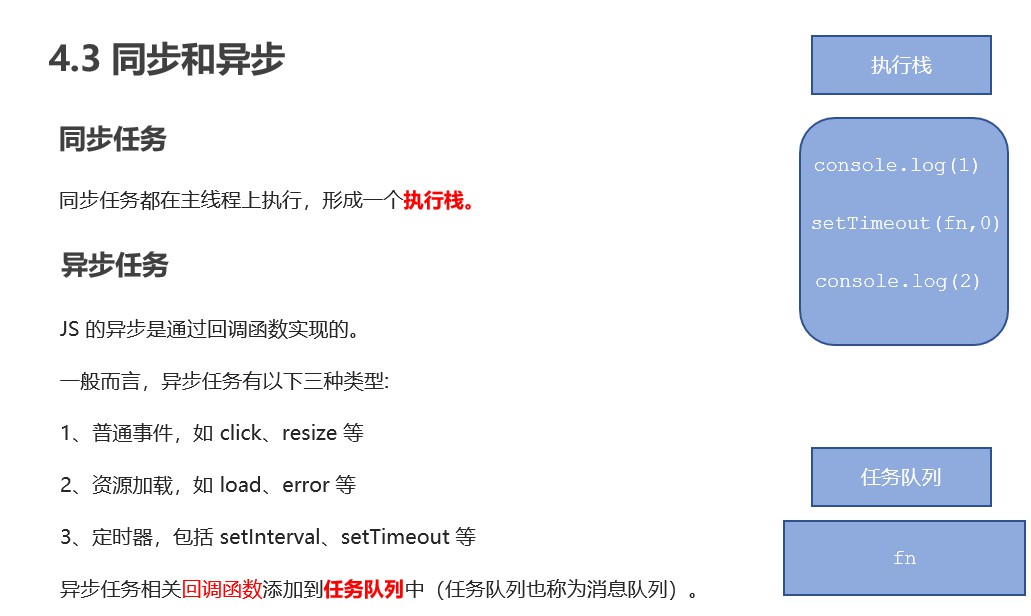 4.3 同步和异步
同步任务
同步任务都在主线程上执行，形成一个执行栈。
异步任务
JS 的异步是通过回调函数实现的。
一般而言，异步任务有以下三种类型:
1、普通事件，如 click、resize 等
2、资源加载，如 load、error 等
3、定时器，包括 setInterval、setTimeout 等
异步任务相关回调函数添加到任务队列中（任务队列也称为消息队列）。
执行栈
console.log(1)
setTimeout(fn,0)
console.log(2)
任务队列
fn